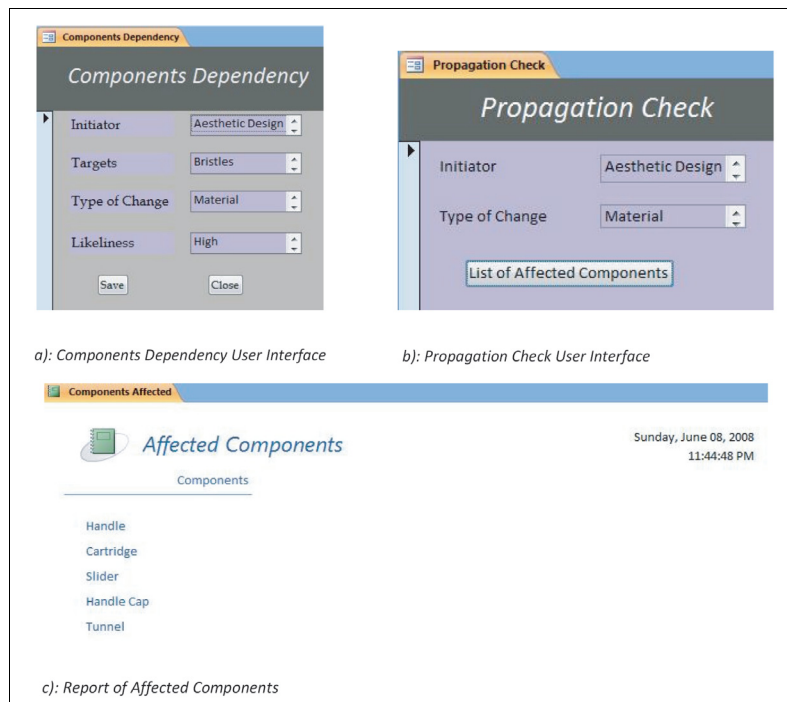 Components Dependency
Components Dependency
Initiator Aesthetic Design
Targets Bristles
Type of Change Material
Likeliness High
Save Close
a): Components Dependency User Interface
Propagation Check
Propagation Check
Initiator Aesthetic Design
Type of Change Material
List of Affected Components
b): Propagation Check User Interface
Components Affected
Affected Components
Sunday, June 08, 2008
11:44:48 PM
Components
Handle
Cartridge
Slider
Handle Cap
Tunnel
c): Report of Affected Components